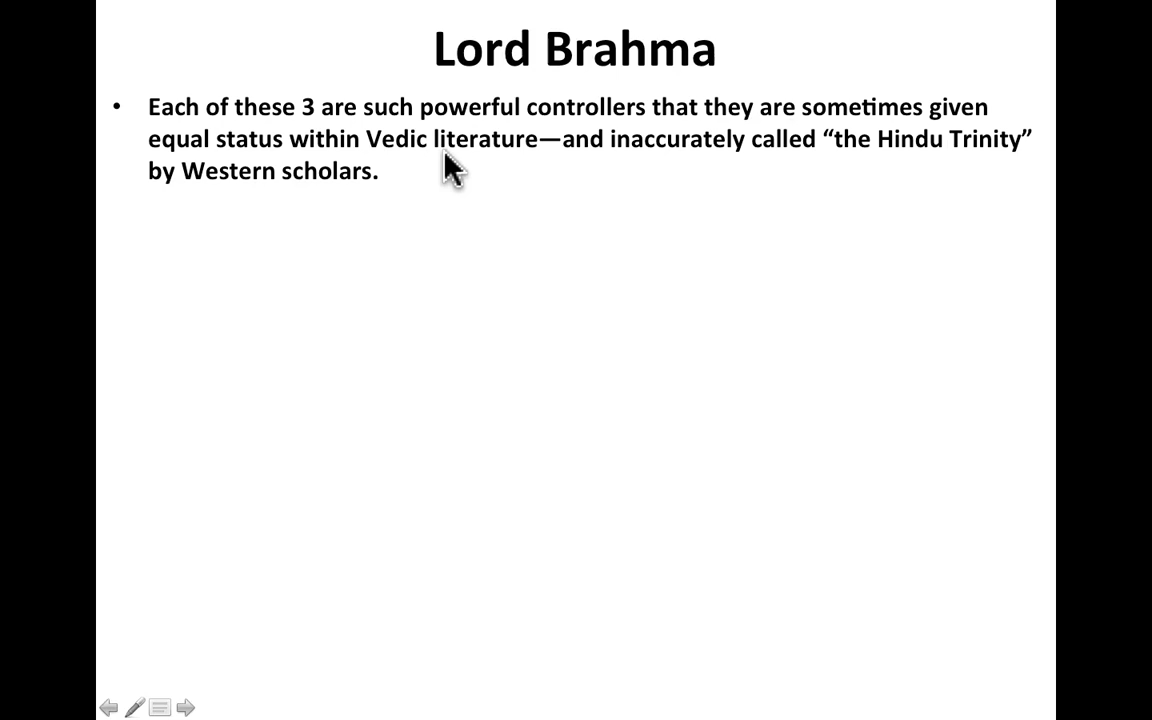 Lord Brahma
• Each of these 3 are such powerful controllers that they are sometimes given
equal status within Vedic literature—and inaccurately called “the Hindu Trinity”
by Western scholars.